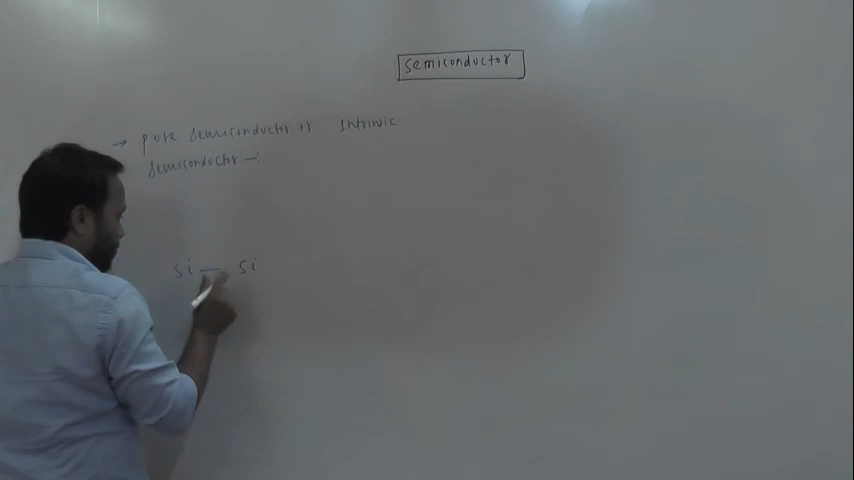 Semiconductor
→ pure semiconductor is Intrinsic
semiconductor -:
Si — Si